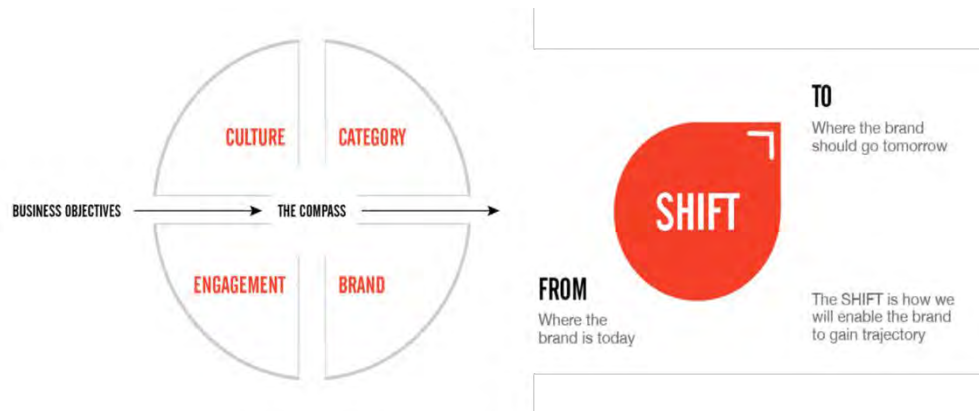 CULTURE
CATEGORY
BUSINESS OBJECTIVES
THE COMPASS
ENGAGEMENT
BRAND
TO
Where the brand
should go tomorrow
SHIFT
FROM
Where the
brand is today
The SHIFT is how we
will enable the brand
to gain trajectory